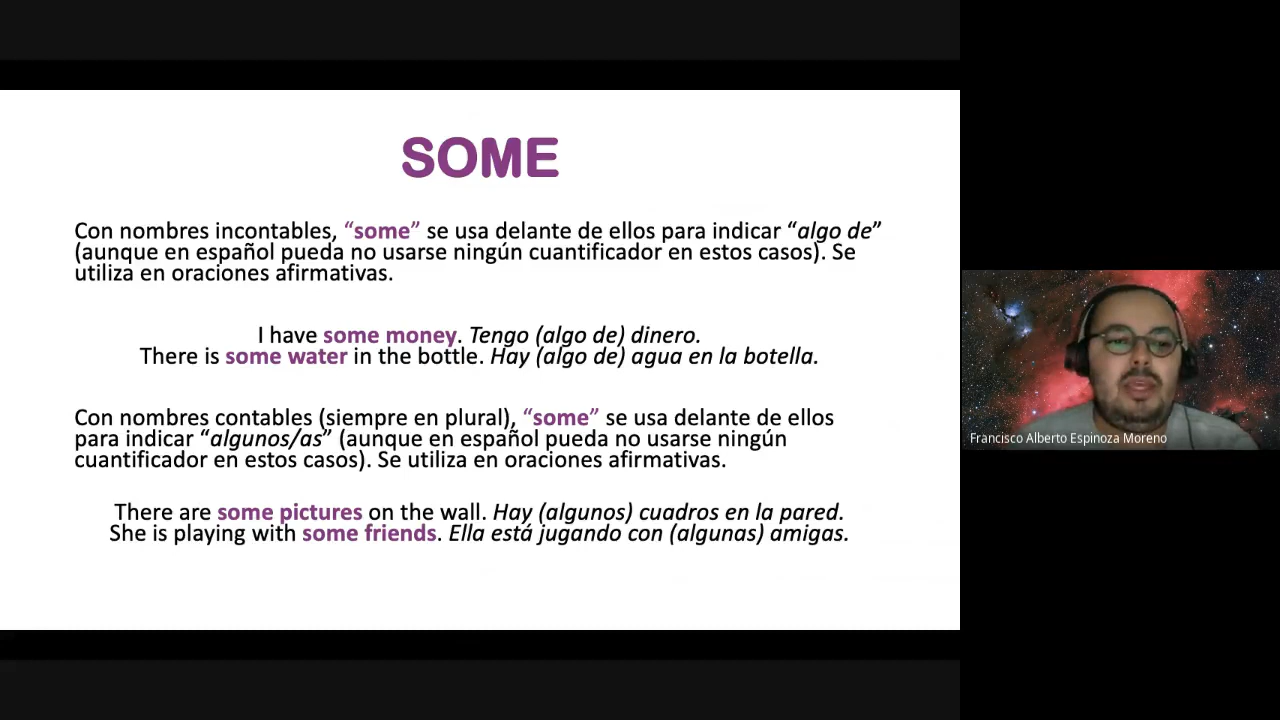 SOME
Con nombres incontables, “some” se usa delante de ellos para indicar “algo de”
(aunque en español pueda no usarse ningún cuantificador en estos casos). Se
utiliza en oraciones afirmativas.
I have some money. Tengo (algo de) dinero.
There is some water in the bottle. Hay (algo de) agua en la botella.
Con nombres contables (siempre en plural), “some” se usa delante de ellos
para indicar “algunos/as” (aunque en español pueda no usarse ningún
cuantificador en estos casos). Se utiliza en oraciones afirmativas.
There are some pictures on the wall. Hay (algunos) cuadros en la pared.
She is playing with some friends. Ella está jugando con (algunas) amigas.
Francisco Alberto Espinoza Moreno